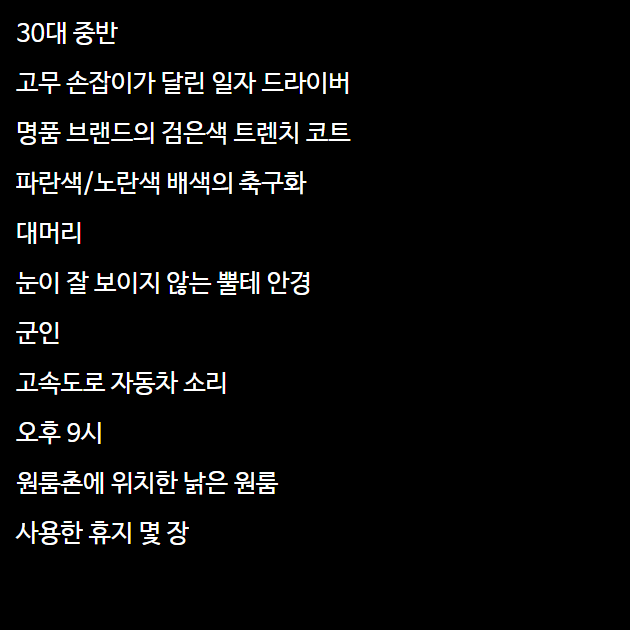 30대 중반
고무 손잡이가 달린 일자 드라이버
명품 브랜드의 검은색 트렌치 코트
파란색/노란색 배색의 축구화
대머리
눈이 잘 보이지 않는 뿔테 안경
군인
고속도로 자동차 소리
오후 9시
원룸촌에 위치한 낡은 원룸
사용한 휴지 몇 장